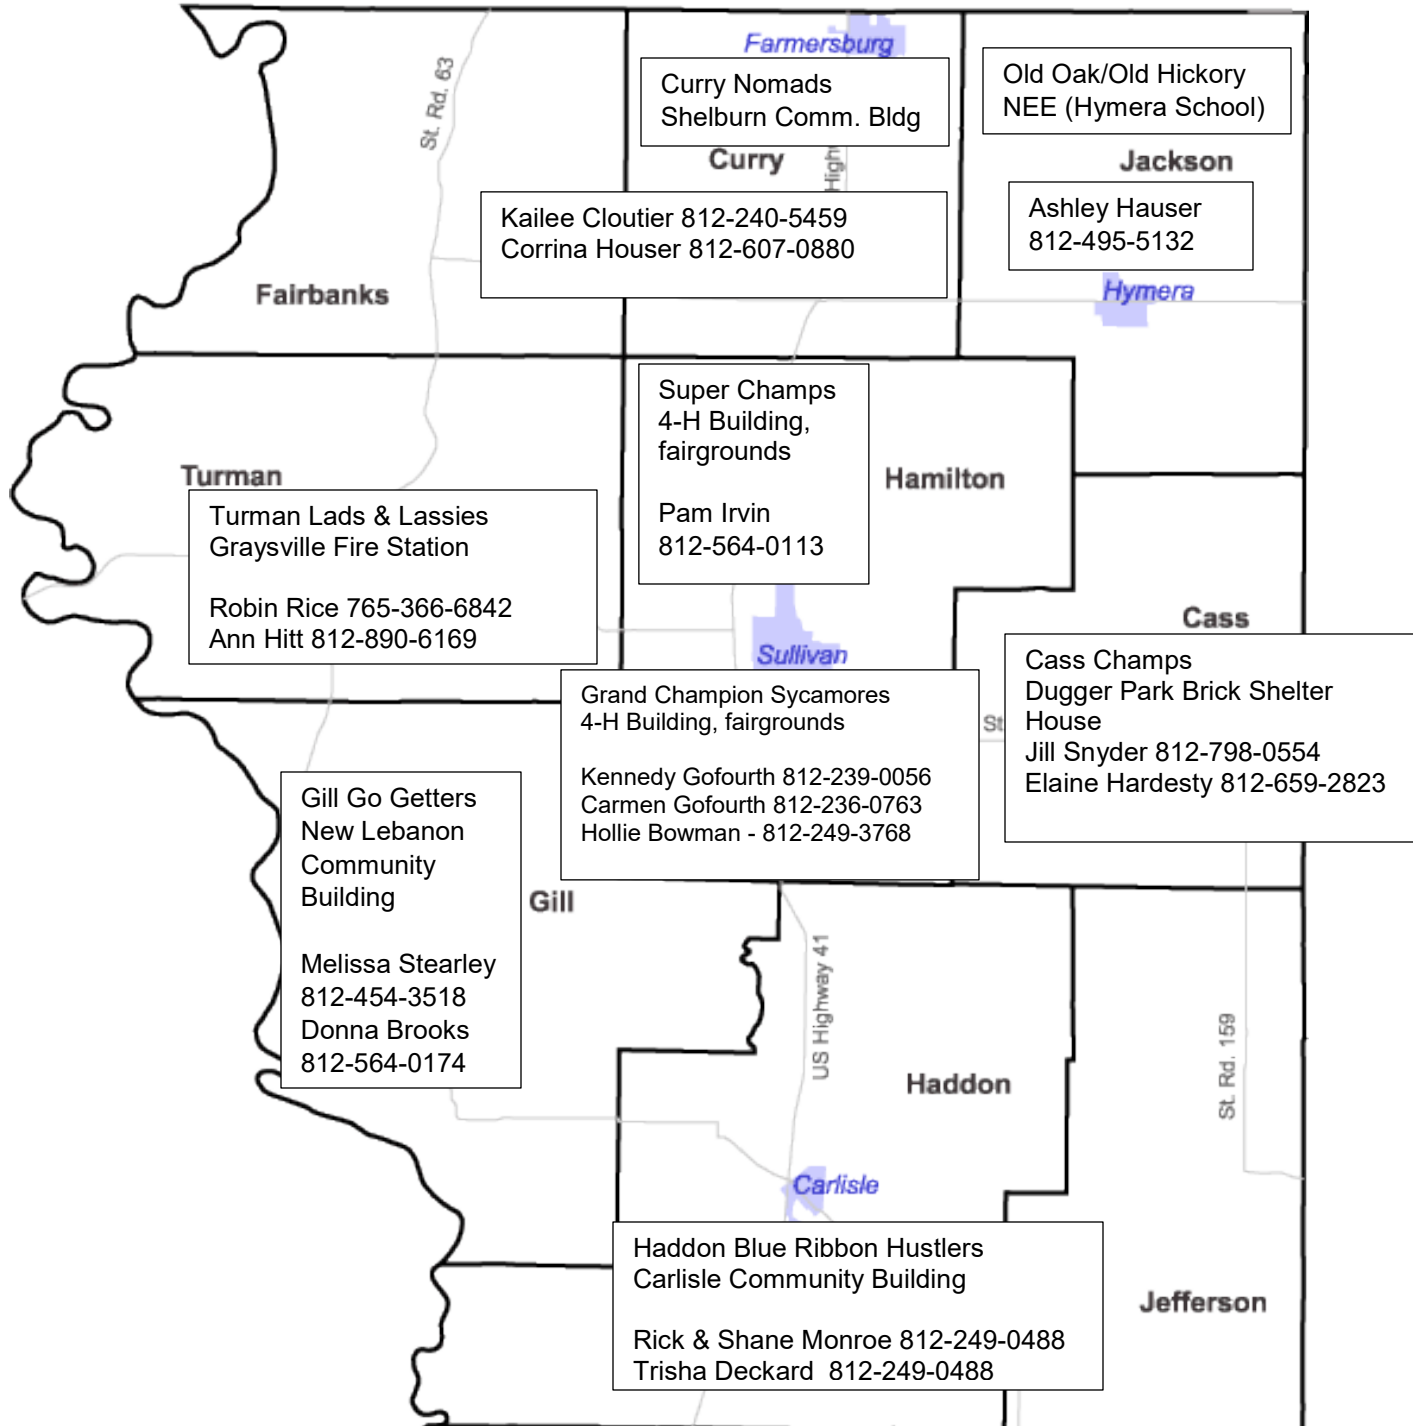 Farmersburg
St. Rd. 63
Curry Nomads
Shelburn Comm. Bldg
Old Oak/Old Hickory
NEE (Hymera School)
Curry
High
Jackson
Kailee Cloutier 812-240-5459
Corrina Houser 812-607-0880
Ashley Hauser
812-495-5132
Fairbanks
Hymera
Super Champs
4-H Building,
fairgrounds
Pam Irvin
812-564-0113
Turman
Hamilton
Turman Lads & Lassies
Graysville Fire Station
Robin Rice 765-366-6842
Ann Hitt 812-890-6169
Cass
Sullivan
Cass Champs
Dugger Park Brick Shelter
House
Jill Snyder 812-798-0554
Elaine Hardesty 812-659-2823
Grand Champion Sycamores
4-H Building, fairgrounds
Kennedy Gofourth 812-239-0056
Carmen Gofourth 812-236-0763
Hollie Bowman - 812-249-3768
St
Gill Go Getters
New Lebanon
Community
Building
Melissa Stearley
812-454-3518
Donna Brooks
812-564-0174
Gill
US Highway 41
Haddon
St. Rd. 159
Carlisle
Haddon Blue Ribbon Hustlers
Carlisle Community Building
Rick & Shane Monroe 812-249-0488
Trisha Deckard  812-249-0488
Jefferson